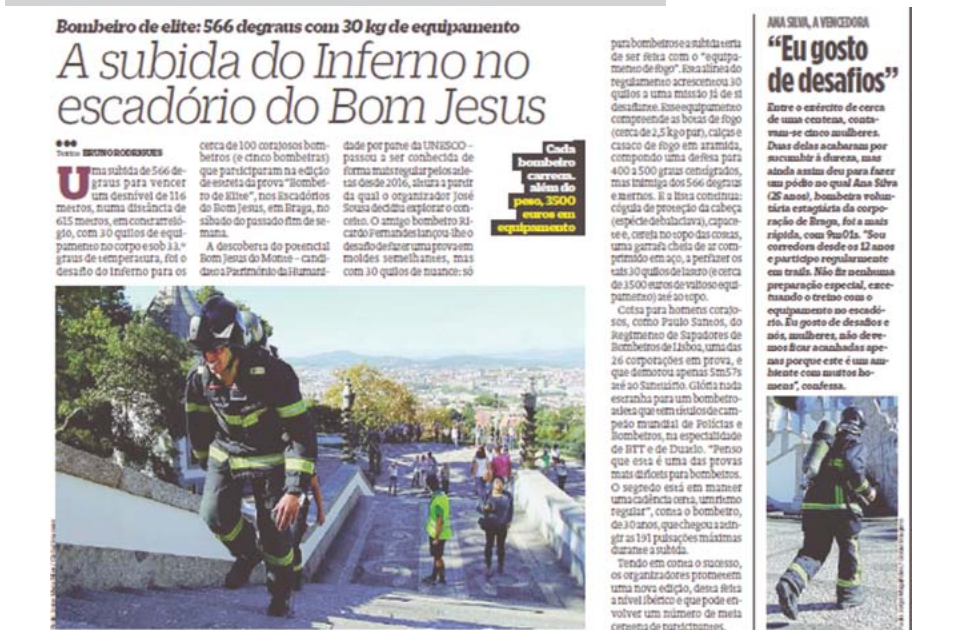 Bombeiro de elite: 566 degraus com 30 kg de equipamento
A subida do Inferno no
escadório do Bom Jesus
Textos BRUNO RODRIGUES
Uma subida de 566 de-
graus para vencer
um desnível de 116
metros, numa distância de
615 metros, em contrarreló-
gio, com 30 quilos de equi-
pamento no corpo e sob 33.º
graus de temperatura, foi o
desafio do Inferno para os
cerca de 100 corajosos bom-
beiros (e cinco bombeiras)
que participaram na edição
de estreia da prova "Bombei-
ro de Elite", nos Escadórios
do Bom Jesus, em Braga, no
sábado do passado fim de se-
mana.
A descoberta do potencial
Bom Jesus do Monte – candi-
dato a Património da Humani-
dade por parte da UNESCO –
passou a ser conhecida de
forma mais regular pelos atle-
tas desde 2016, altura a partir
da qual o organizador José
Sousa decidiu explorar o con-
ceito. O amigo bombeiro Ri-
cardo Fernandes lançou-lhe o
desafio de fazer uma prova em
moldes semelhantes, mas
com 30 quilos de nuance: só
Cada
bombeiro
carrega,
além do
peso, 3500
euros em
equipamento
para bombeiros e a subida teria
de ser feita com o "equipa-
mento de fogo". Esta alínea do
regulamento acrescentou 30
quilos a uma missão já de si
desafiante. Esse equipamento
compreende as botas de fogo
(cerca de 2,5 kg o par), calças e
casaco de fogo em aramida,
compondo uma defesa para
400 a 500 graus centígrados,
mas inimiga dos 566 degraus
e menos. E a lista continua:
cógula de proteção da cabeça
(espécie de balaclava), capace-
te e, cereja no topo das costas,
uma garrafa cheia de ar com-
primido em aço, a perfazer os
tais 30 quilos de lastro (e cerca
de 3500 euros de valioso equi-
pamento) até ao topo.
Coisa para homens corajo-
sos, como Paulo Santos, do
Regimento de Sapadores de
Bombeiros de Lisboa, uma das
26 corporações em prova, e
que demorou apenas 5m57s
até ao Santuário. Glória nada
estranha para um bombeiro-
atleta que tem títulos de cam-
peão mundial de Polícias e
Bombeiros, na especialidade
de BTT e de Duatlo. "Penso
que esta é uma das provas
mais difíceis para bombeiros.
O segredo está em manter
uma cadência certa, um ritmo
regular", conta o bombeiro,
de 30 anos, que chegou a atin-
gir as 191 pulsações máximas
durante a subida.
Tendo em conta o sucesso,
os organizadores prometem
uma nova edição, desta feita
a nível ibérico e que pode en-
volver um número de meia
centena de participantes.
ANA SILVA, A VENCEDORA
"Eu gosto
de desafios"
Entre o exército de cerca
de uma centena, conta-
vam-se cinco mulheres.
Duas delas acabaram por
sucumbir à dureza, mas
ainda assim deu para fazer
um pódio no qual Ana Silva
(25 anos), bombeira volun-
tária estagiária da corpo-
ração de Braga, foi a mais
rápida, com 9m01s. "Sou
corredora desde os 12 anos
e participo regularmente
em trails. Não fiz nenhuma
preparação especial, exce-
tuando o treino com o
equipamento no escadó-
rio. Eu gosto de desafios e
nós, mulheres, não deve-
mos ficar acanhadas ape-
nas porque este é um am-
biente com muitos ho-
mens", confessa.